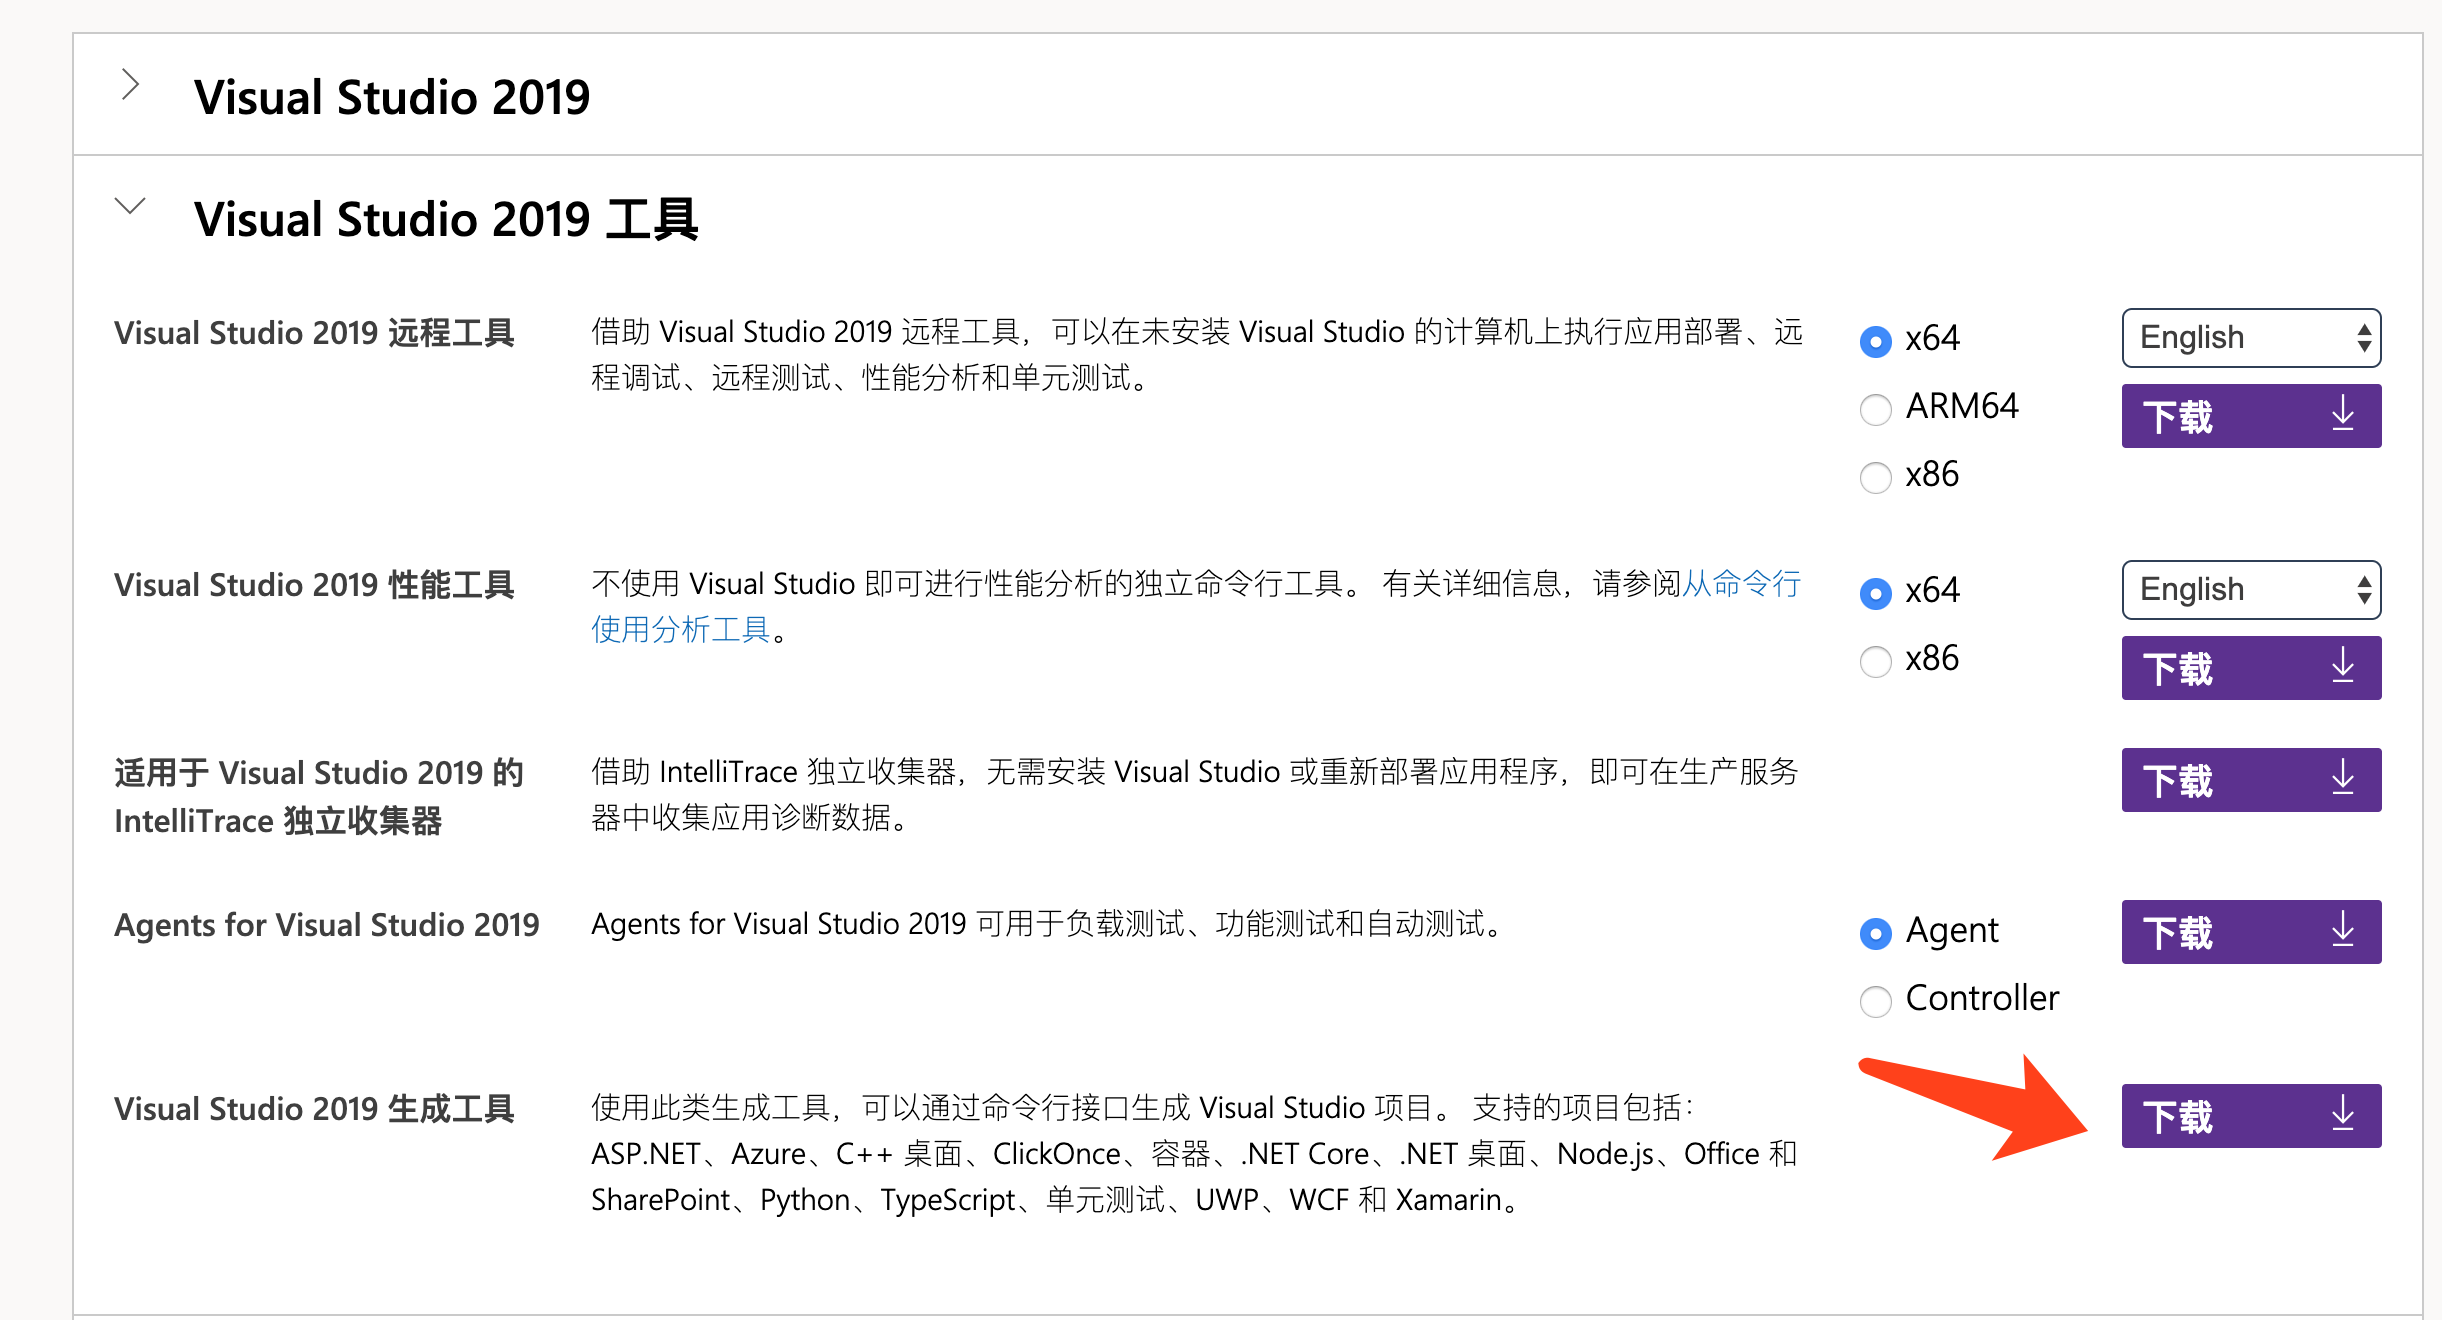 Visual Studio 2019
Visual Studio 2019 工具
Visual Studio 2019 远程工具
借助 Visual Studio 2019 远程工具，可以在未安装 Visual Studio 的计算机上执行应用部署、远
程调试、远程测试、性能分析和单元测试。
x64
ARM64
x86
English
下载
Visual Studio 2019 性能工具
不使用 Visual Studio 即可进行性能分析的独立命令行工具。 有关详细信息，请参阅从命令行
使用分析工具。
x64
x86
English
下载
适用于 Visual Studio 2019 的
IntelliTrace 独立收集器
借助 IntelliTrace 独立收集器，无需安装 Visual Studio 或重新部署应用程序，即可在生产服务
器中收集应用诊断数据。
下载
Agents for Visual Studio 2019
Agents for Visual Studio 2019 可用于负载测试、功能测试和自动测试。
Agent
Controller
下载
Visual Studio 2019 生成工具
使用此类生成工具，可以通过命令行接口生成 Visual Studio 项目。 支持的项目包括：
ASP.NET、Azure、C++ 桌面、ClickOnce、容器、.NET Core、.NET 桌面、Node.js、Office 和
SharePoint、Python、TypeScript、单元测试、UWP、WCF 和 Xamarin。
下载